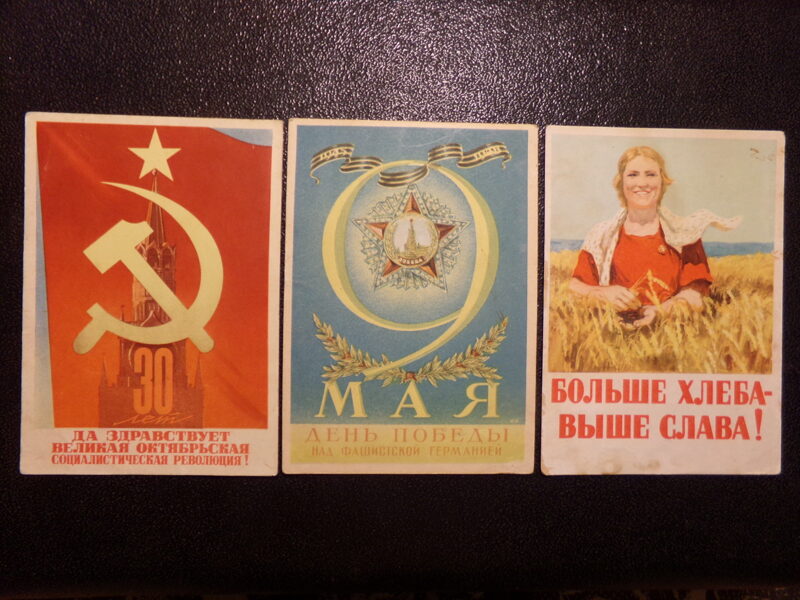 30
лет
ДА ЗДРАВСТВУЕТ
ВЕЛИКАЯ ОКТЯБРЬСКАЯ
СОЦИАЛИСТИЧЕСКАЯ РЕВОЛЮЦИЯ!
9
ПОБЕДА
МАЯ
ДЕНЬ ПОБЕДЫ
НАД ФАШИСТСКОЙ ГЕРМАНИЕЙ
БОЛЬШЕ ХЛЕБА-
ВЫШЕ СЛАВА!